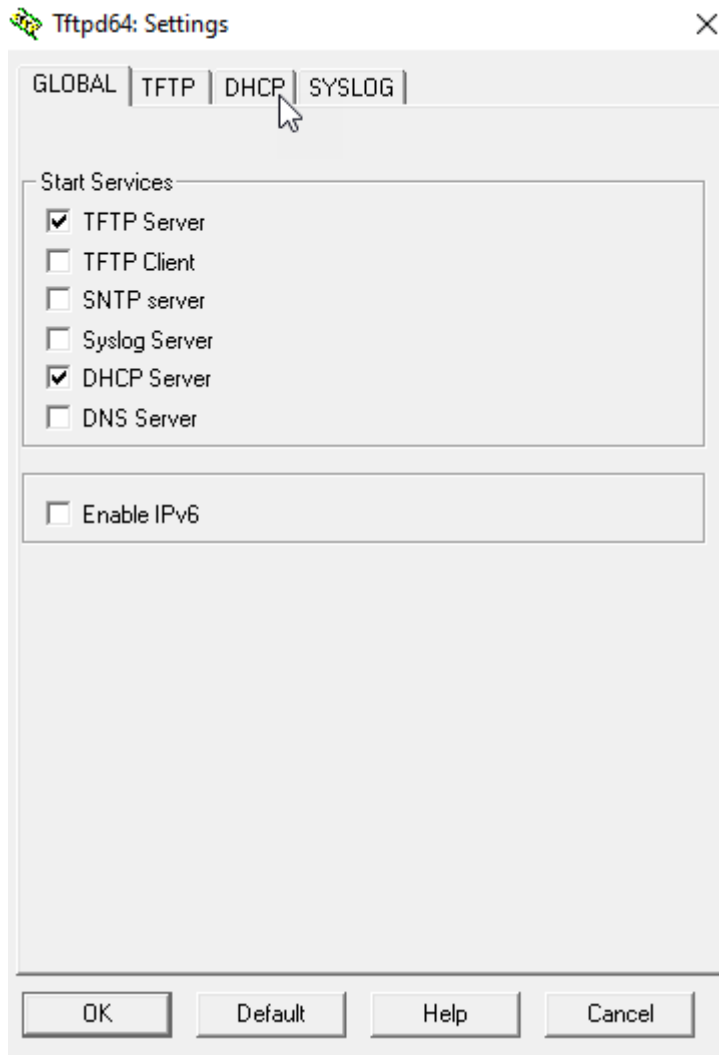 Tftpd64: Settings
GLOBAL TFTP DHCP SYSLOG
Start Services
TFTP Server
TFTP Client
SNTP server
Syslog Server
DHCP Server
DNS Server
Enable IPv6
OK Default Help Cancel